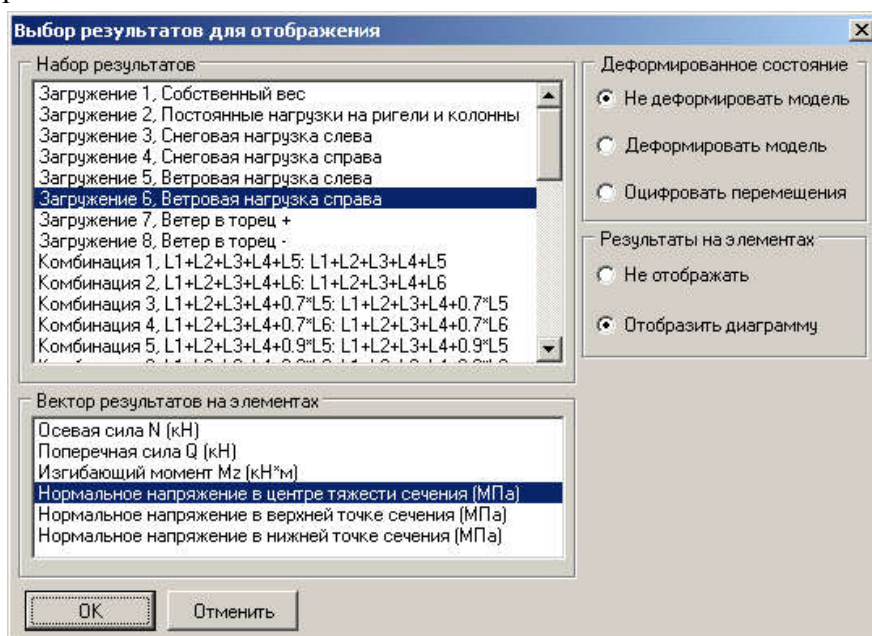 Выбор результатов для отображения
Набор результатов
Загружение 1, Собственный вес
Загружение 2, Постоянные нагрузки на ригели и колонны
Загружение 3, Снеговая нагрузка слева
Загружение 4, Снеговая нагрузка справа
Загружение 5, Ветровая нагрузка слева
Загружение 6, Ветровая нагрузка справа
Загружение 7, Ветер в торец +
Загружение 8, Ветер в торец -
Комбинация 1, L1+L2+L3+L4+L5: L1+L2+L3+L4+L5
Комбинация 2, L1+L2+L3+L4+L6: L1+L2+L3+L4+L6
Комбинация 3, L1+L2+L3+L4+0.7*L5: L1+L2+L3+L4+0.7*L5
Комбинация 4, L1+L2+L3+L4+0.7*L6: L1+L2+L3+L4+0.7*L6
Комбинация 5, L1+L2+L3+L4+0.9*L5: L1+L2+L3+L4+0.9*L5
Вектор результатов на элементах
Осевая сила N (кН)
Поперечная сила Q (кН)
Изгибающий момент Mz (кН*м)
Нормальное напряжение в центре тяжести сечения (МПа)
Нормальное напряжение в верхней точке сечения (МПа)
Нормальное напряжение в нижней точке сечения (МПа)
OK
Отменить
Деформированное состояние
Не деформировать модель
Деформировать модель
Оцифровать перемещения
Результаты на элементах
Не отображать
Отобразить диаграмму